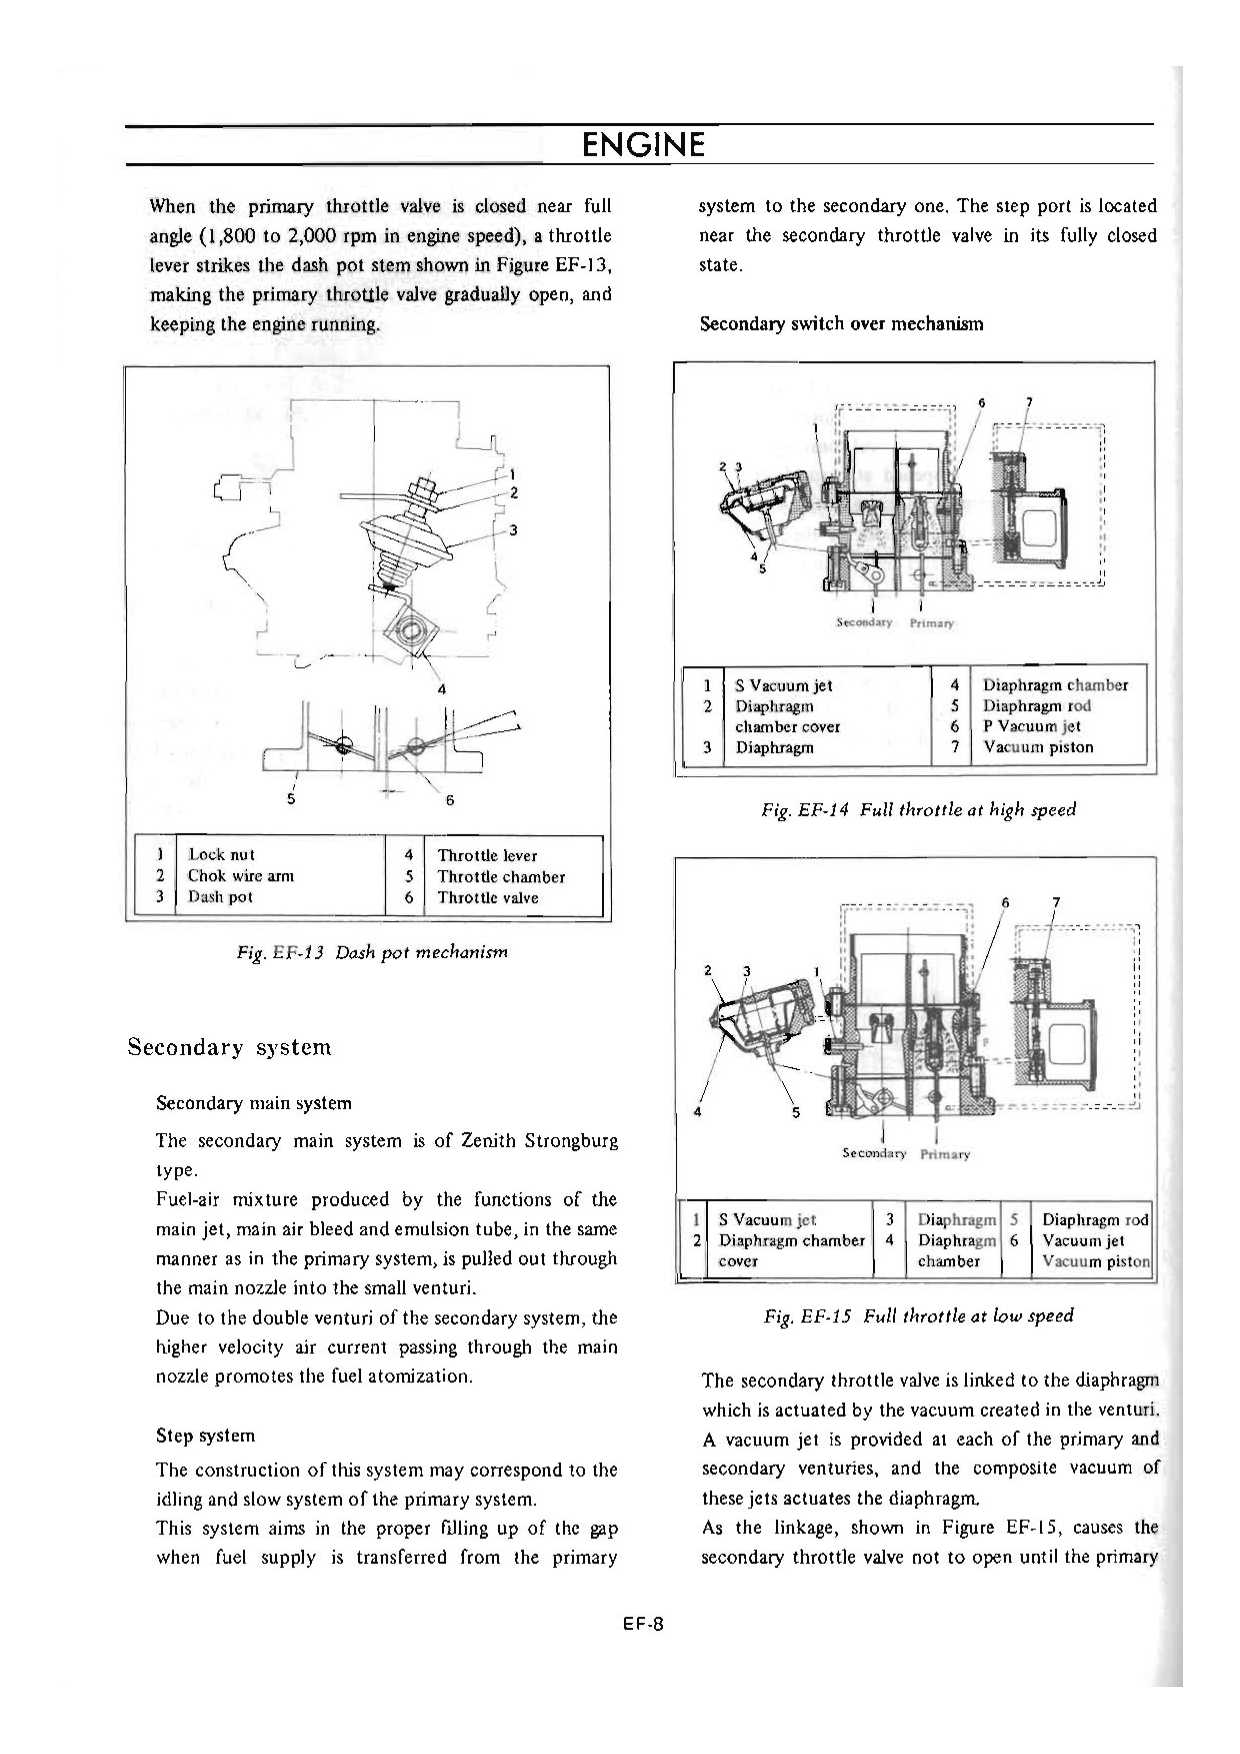 ENGINE
When the primary throttle valve is closed near full
angle (1,800 to 2,000 rpm in engine speed), a throttle
lever strikes the dash pot stem shown in Figure EF-13,
making the primary throttle valve gradually open, and
keeping the engine running.
1
2
3
4
5
6
1 Lock nut 4 Throttle lever
2 Chok wire arm 5 Throttle chamber
3 Dash pot 6 Throttle valve
Fig. EF-13 Dash pot mechanism
Secondary system
Secondary main system
The secondary main system is of Zenith Strongburg
type.
Fuel-air mixture produced by the functions of the
main jet, main air bleed and emulsion tube, in the same
manner as in the primary system, is pulled out through
the main nozzle into the small venturi.
Due to the double venturi of the secondary system, the
higher velocity air current passing through the main
nozzle promotes the fuel atomization.
Step system
The construction of this system may correspond to the
idling and slow system of the primary system.
This system aims in the proper filling up of the gap
when fuel supply is transferred from the primary
system to the secondary one. The step port is located
near the secondary throttle valve in its fully closed
state.
Secondary switch over mechanism
6 7
1
2 3
4
5
Secondary Primary
1 S Vacuum jet 4 Diaphragm chamber
2 Diaphragm 5 Diaphragm rod
chamber cover 6 P Vacuum jet
3 Diaphragm 7 Vacuum piston
Fig. EF-14 Full throttle at high speed
6 7
2 3 1
4 5
Secondary Primary
1 S Vacuum jet 3 Diaphragm 5 Diaphragm rod
2 Diaphragm chamber 4 Diaphragm 6 Vacuum jet
cover chamber Vacuum piston
Fig. EF-15 Full throttle at low speed
The secondary throttle valve is linked to the diaphragm
which is actuated by the vacuum created in the venturi.
A vacuum jet is provided at each of the primary and
secondary venturies, and the composite vacuum of
these jets actuates the diaphragm.
As the linkage, shown in Figure EF-15, causes the
secondary throttle valve not to open until the primary
EF-8